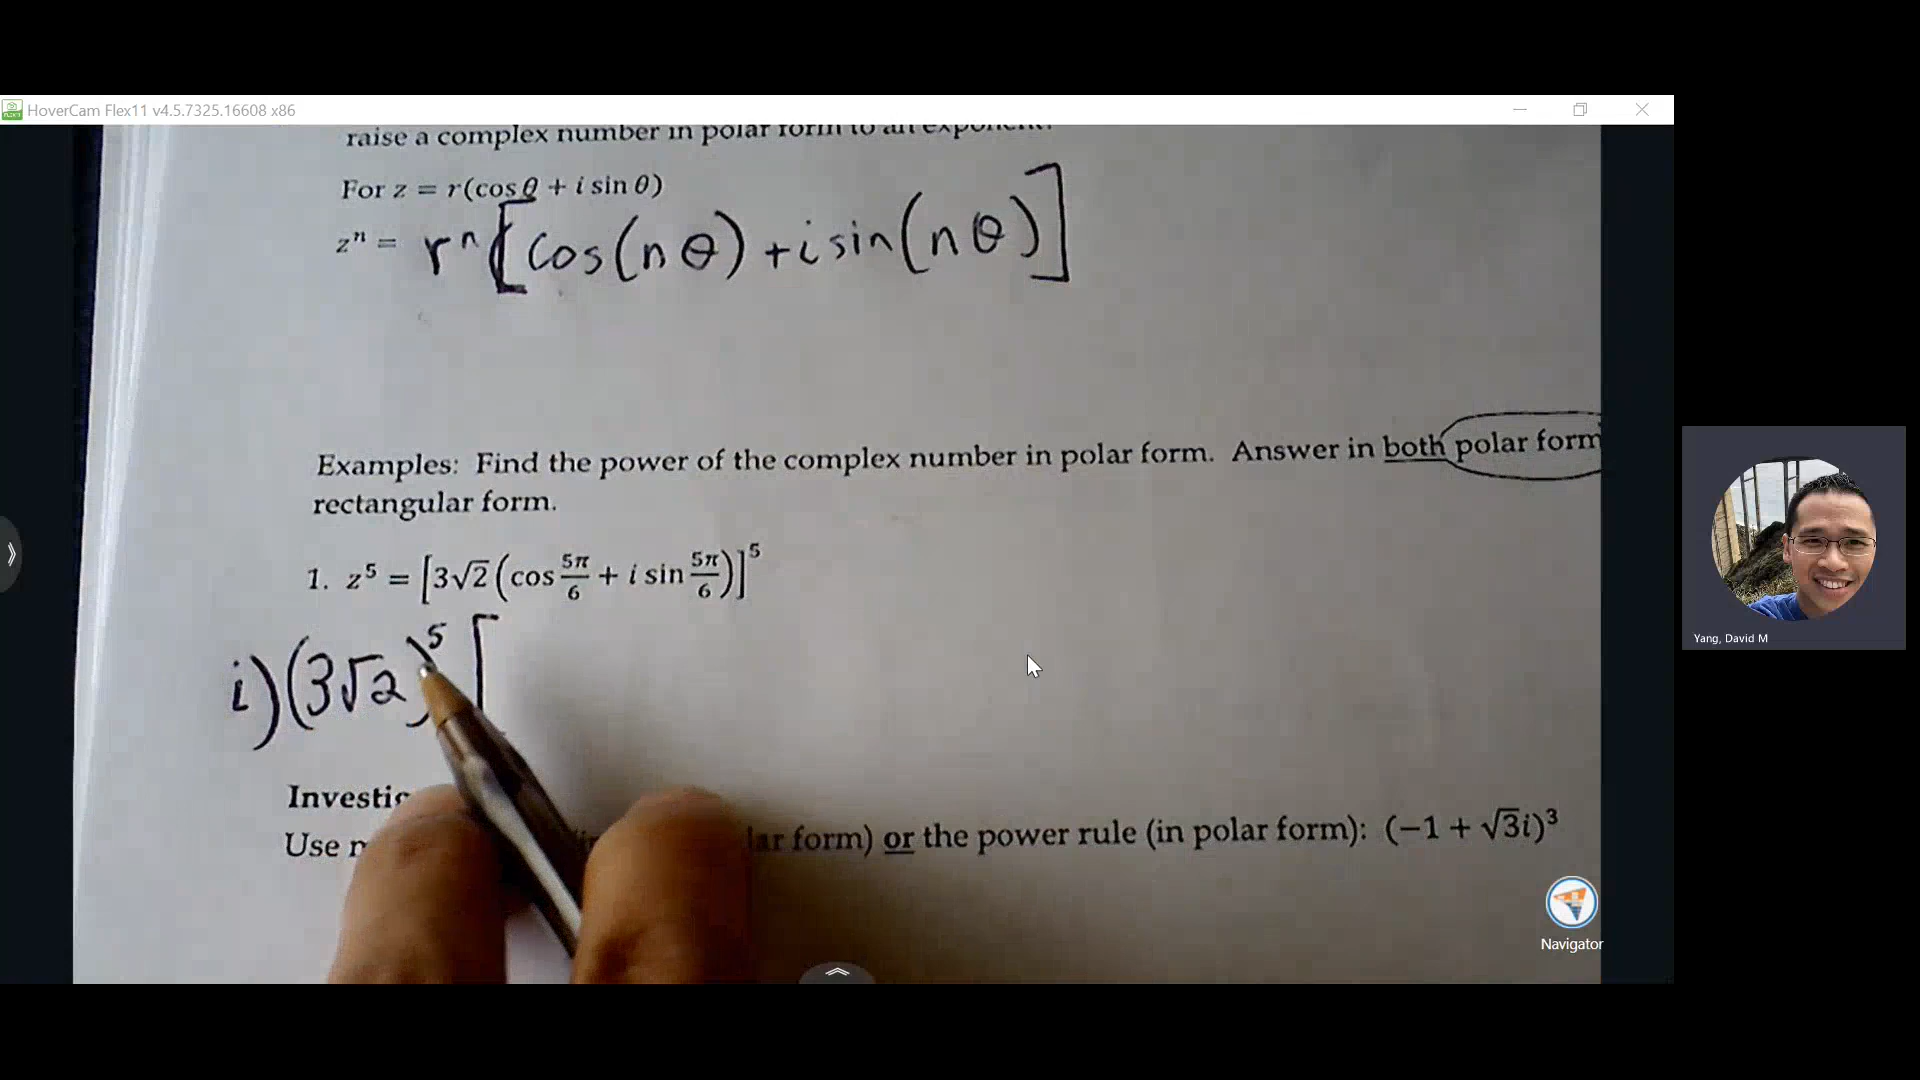 HoverCam Flex11 v4.5.7325.16608 x86
raise a complex number in polar form to an exponent.
For z = r(cos θ + i sin θ)
zⁿ = rⁿ[cos(nθ) + i sin(nθ)]
Examples: Find the power of the complex number in polar form. Answer in both polar form
rectangular form.
1. z⁵ = [3√2(cos 5π/6 + i sin 5π/6)]⁵
i) (3√2)⁵ [
Use
lar form) or the power rule (in polar form): (−1 + √3i)³
Navigator
Yang, David M